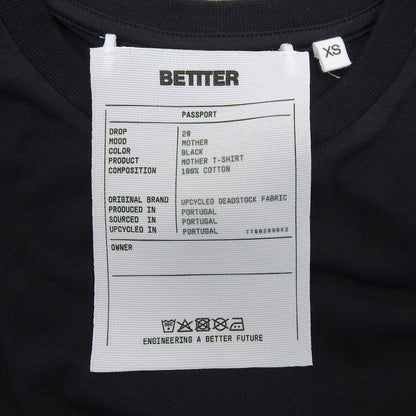 BETTTER
XS
PASSPORT
DROP 20
MOOD MOTHER
COLOR BLACK
PRODUCT MOTHER T-SHIRT
COMPOSITION 100% COTTON
ORIGINAL BRAND UPCYCLED DEADSTOCK FABRIC
PRODUCED IN PORTUGAL
SOURCED IN PORTUGAL
UPCYCLED IN PORTUGAL
OWNER
ENGINEERING A BETTER FUTURE